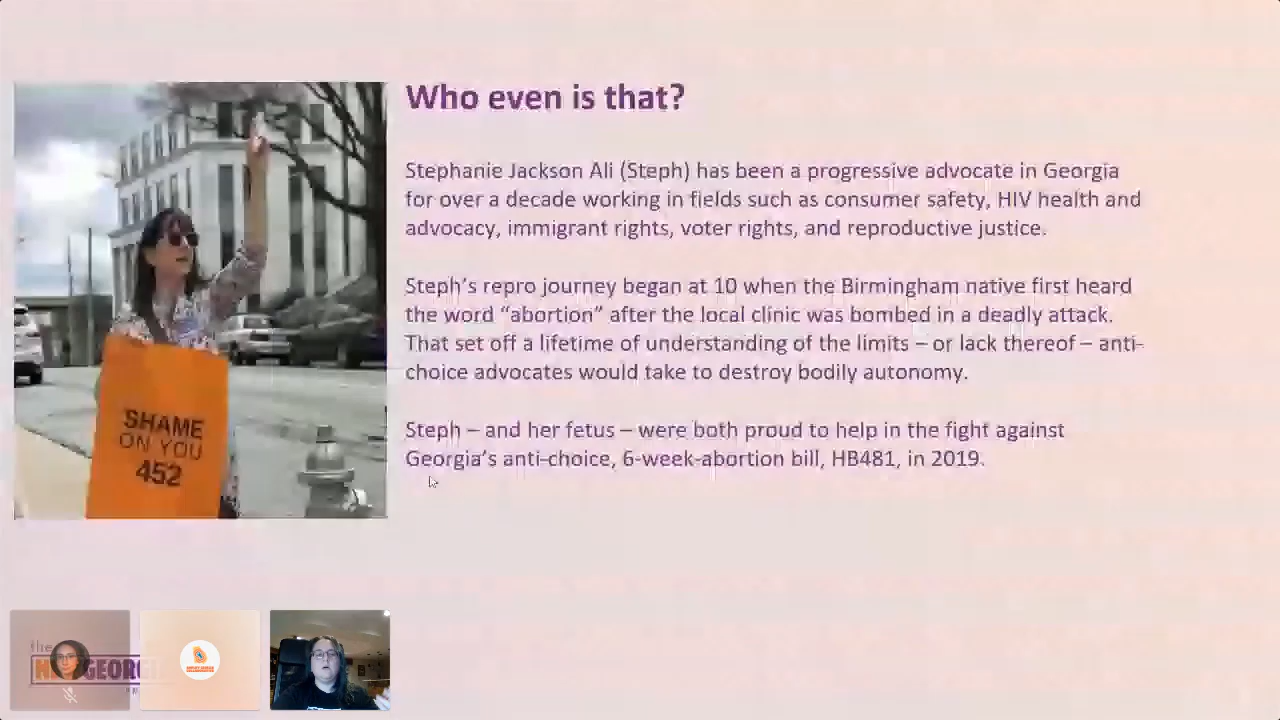 Who even is that?
Stephanie Jackson Ali (Steph) has been a progressive advocate in Georgia
for over a decade working in fields such as consumer safety, HIV health and
advocacy, immigrant rights, voter rights, and reproductive justice.
Steph's repro journey began at 10 when the Birmingham native first heard
the word “abortion” after the local clinic was bombed in a deadly attack.
That set off a lifetime of understanding of the limits – or lack thereof – anti-
choice advocates would take to destroy bodily autonomy.
Steph – and her fetus – were both proud to help in the fight against
Georgia's anti-choice, 6-week-abortion bill, HB481, in 2019.
SHAME
ON YOU
452
the
GEORGI